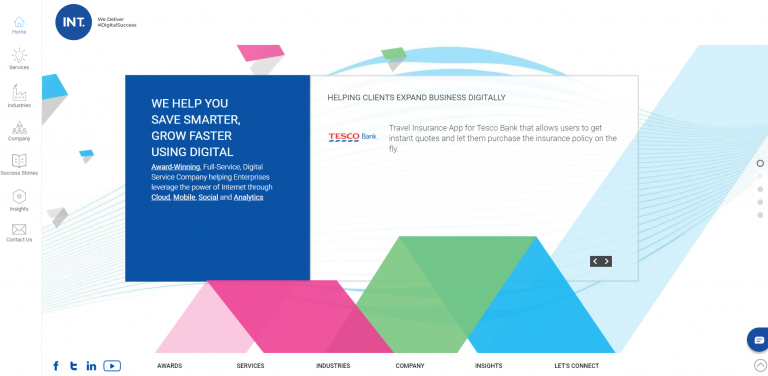 INT.
We Deliver
#DigitalSuccess
Home
Services
Industries
Company
Success Stories
Insights
Contact Us
WE HELP YOU
SAVE SMARTER,
GROW FASTER
USING DIGITAL
Award-Winning, Full-Service, Digital
Service Company helping Enterprises
leverage the power of Internet through
Cloud, Mobile, Social and Analytics
HELPING CLIENTS EXPAND BUSINESS DIGITALLY
TESCO Bank
Travel Insurance App for Tesco Bank that allows users to get
instant quotes and let them purchase the insurance policy on the
fly.
AWARDS
SERVICES
INDUSTRIES
COMPANY
INSIGHTS
LET'S CONNECT